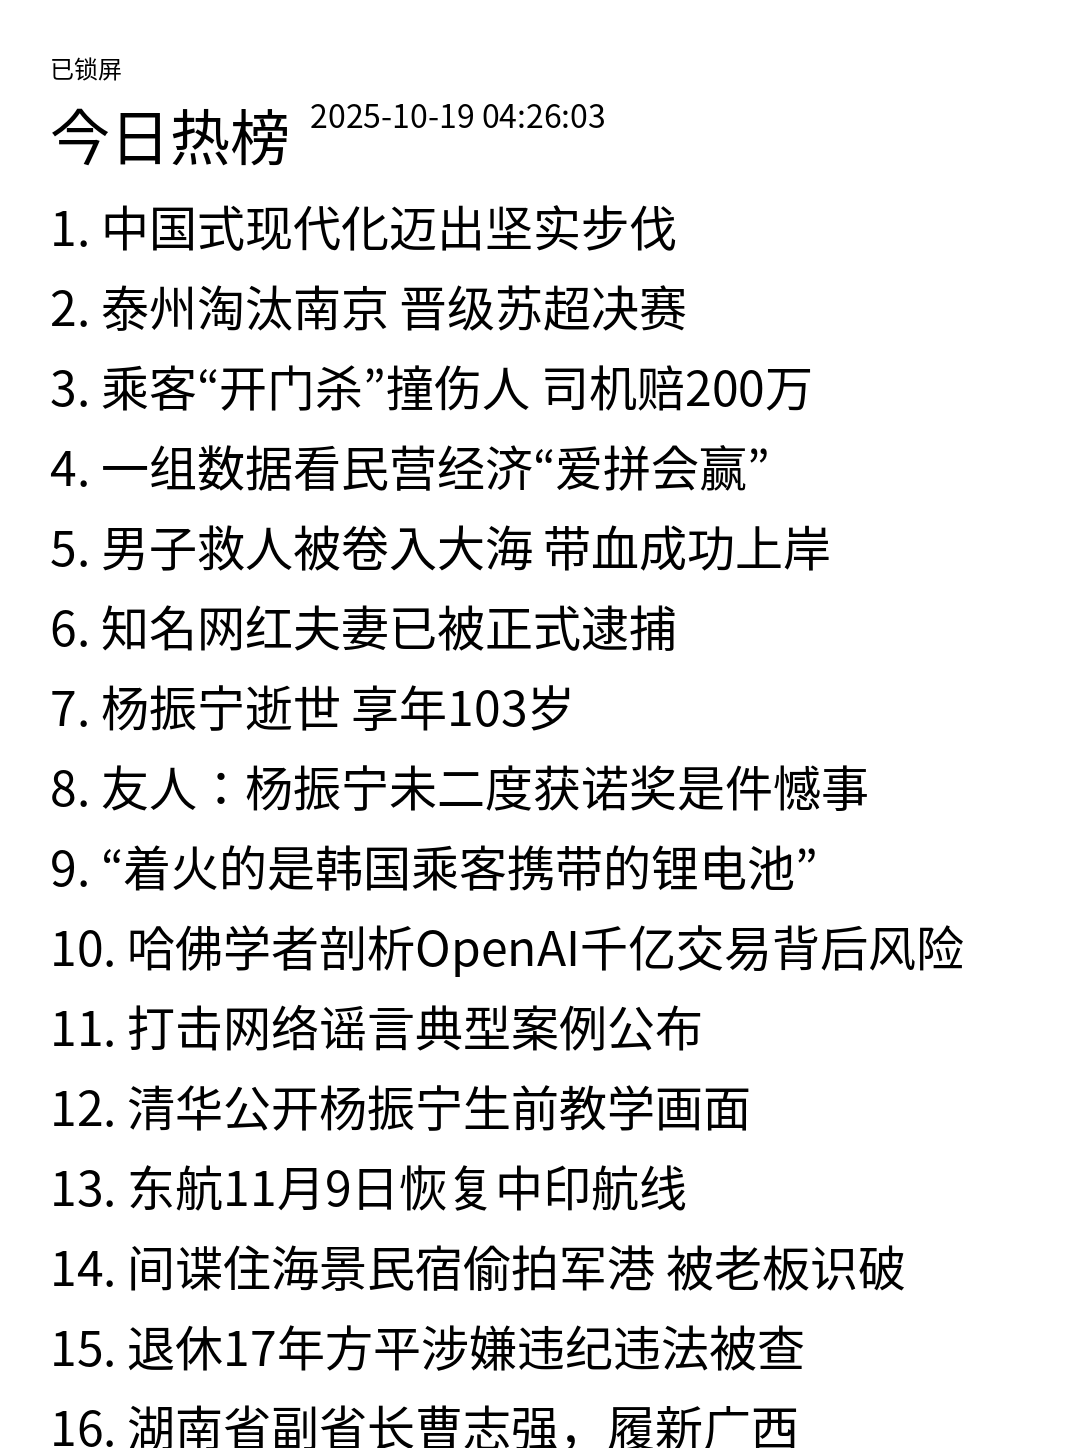 已锁屏
今日热榜 2025-10-19 04:26:03
1. 中国式现代化迈出坚实步伐
2. 泰州淘汰南京 晋级苏超决赛
3. 乘客“开门杀”撞伤人 司机赔200万
4. 一组数据看民营经济“爱拼会赢”
5. 男子救人被卷入大海 带血成功上岸
6. 知名网红夫妻已被正式逮捕
7. 杨振宁逝世 享年103岁
8. 友人：杨振宁未二度获诺奖是件憾事
9. “着火的是韩国乘客携带的锂电池”
10. 哈佛学者剖析OpenAI千亿交易背后风险
11. 打击网络谣言典型案例公布
12. 清华公开杨振宁生前教学画面
13. 东航11月9日恢复中印航线
14. 间谍住海景民宿偷拍军港 被老板识破
15. 退休17年方平涉嫌违纪违法被查
16. 湖南省副省长曹志强，履新广西